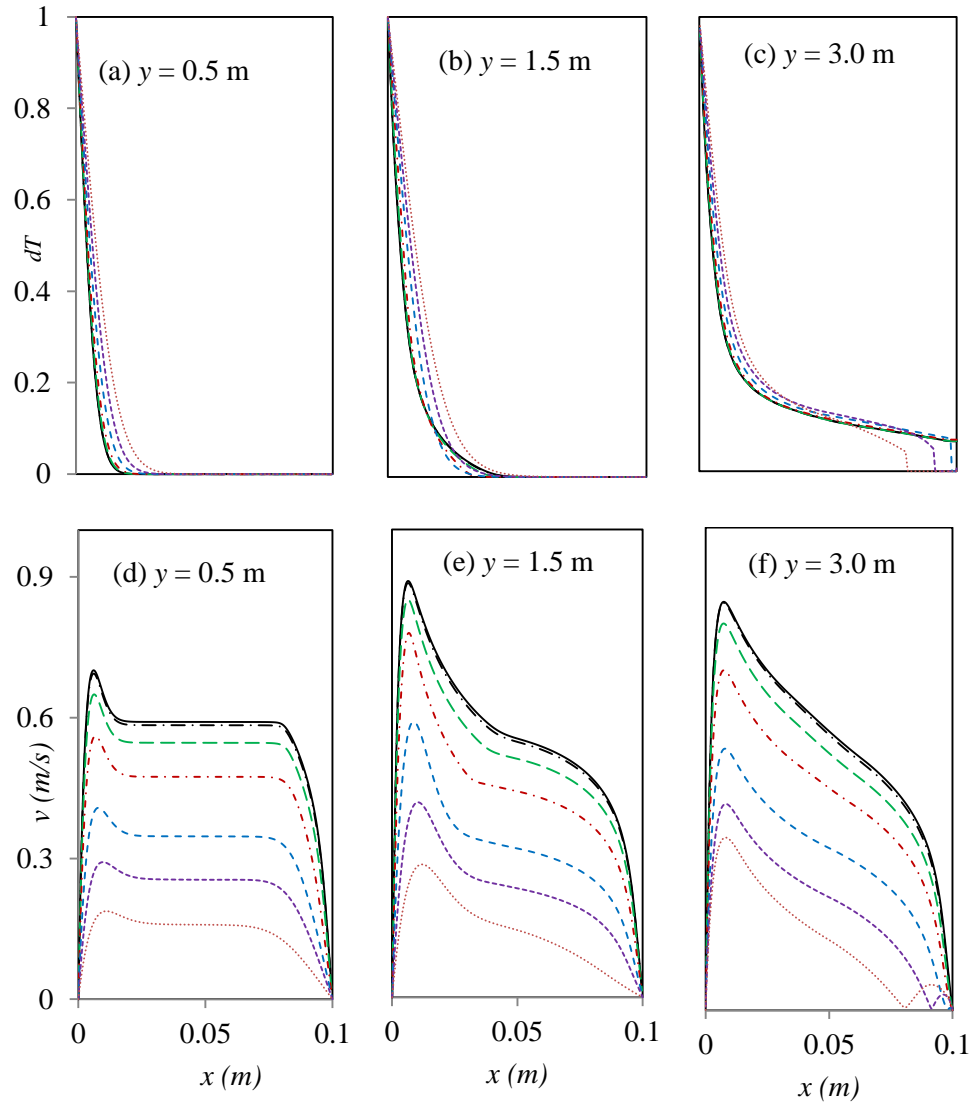 1
(a) y = 0.5 m
(b) y = 1.5 m
(c) y = 3.0 m
0.8
0.6
dT
0.4
0.2
0
(d) y = 0.5 m
(e) y = 1.5 m
(f) y = 3.0 m
0.9
0.6
v (m/s)
0.3
0
0 0.05 0.1
0 0.05 0.1
0 0.05 0.1
x (m)
x (m)
x (m)